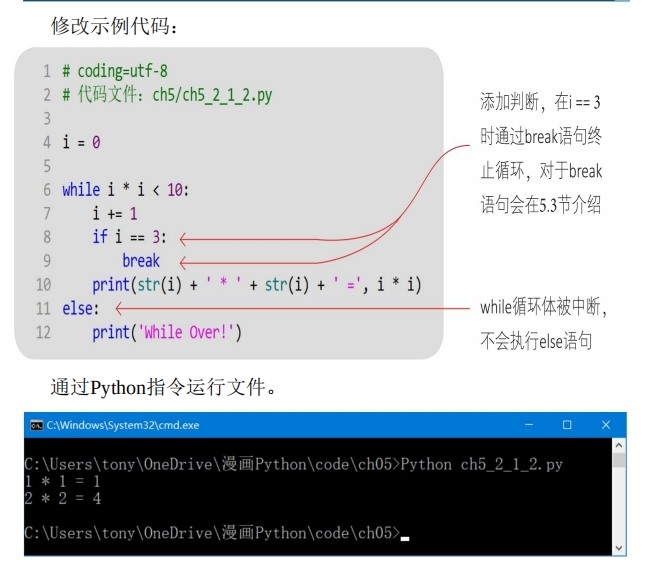 修改示例代码：
1 # coding=utf-8
2 # 代码文件：ch5/ch5_2_1_2.py
3
4 i = 0
5
6 while i * i < 10:
7     i += 1
8     if i == 3:
9         break
10     print(str(i) + ' * ' + str(i) + ' =', i * i)
11 else:
12     print('While Over!')
添加判断，在i == 3
时通过break语句终
止循环，对于break
语句会在5.3节介绍
while循环体被中断，
不会执行else语句
通过Python指令运行文件。
C:\Windows\System32\cmd.exe
C:\Users\tony\OneDrive\漫画Python\code\ch05>Python ch5_2_1_2.py
1 * 1 = 1
2 * 2 = 4
C:\Users\tony\OneDrive\漫画Python\code\ch05>